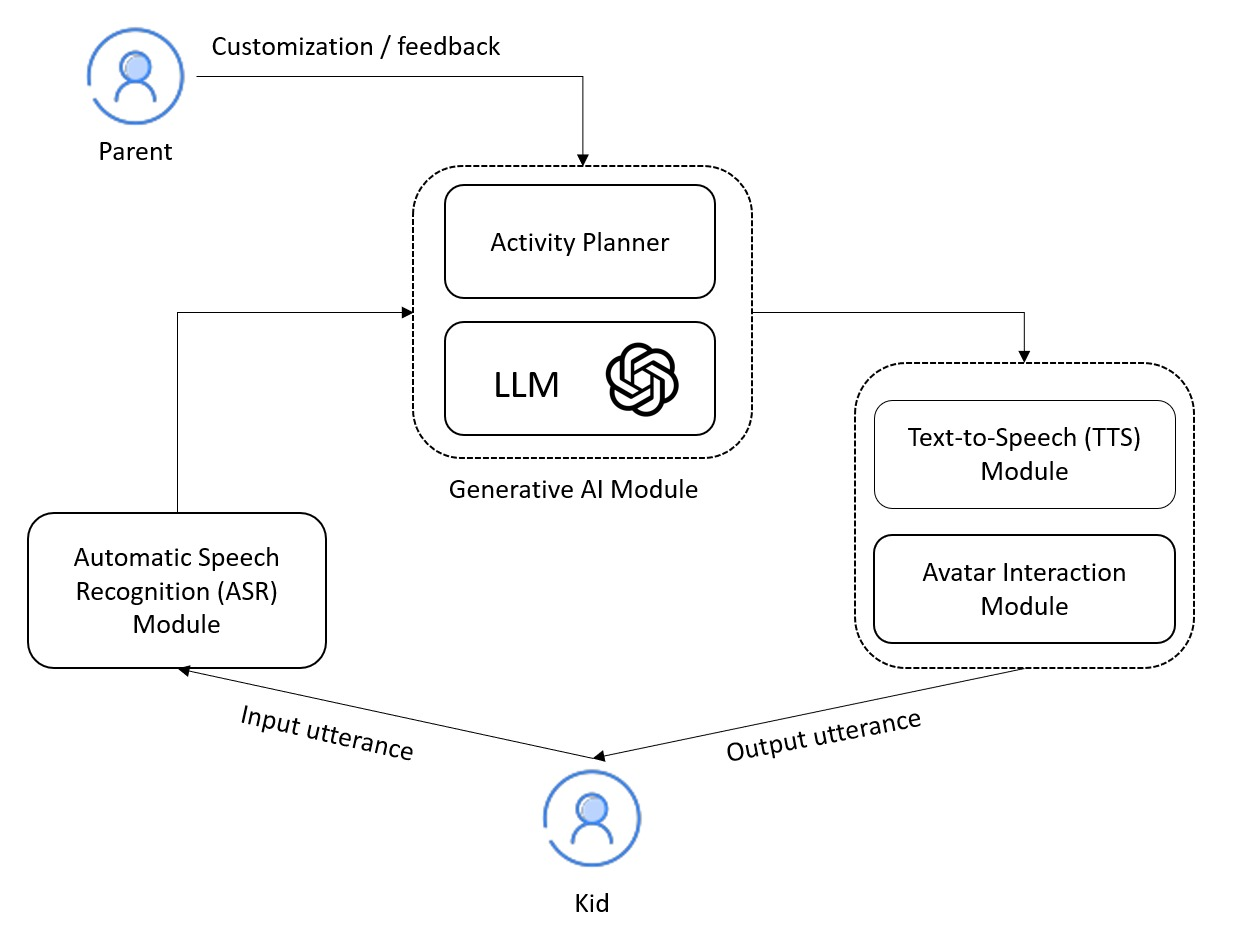 Customization / feedback
Parent
Activity Planner
LLM
Generative AI Module
Text-to-Speech (TTS)
Module
Automatic Speech
Recognition (ASR)
Module
Avatar Interaction
Module
Input utterance
Output utterance
Kid